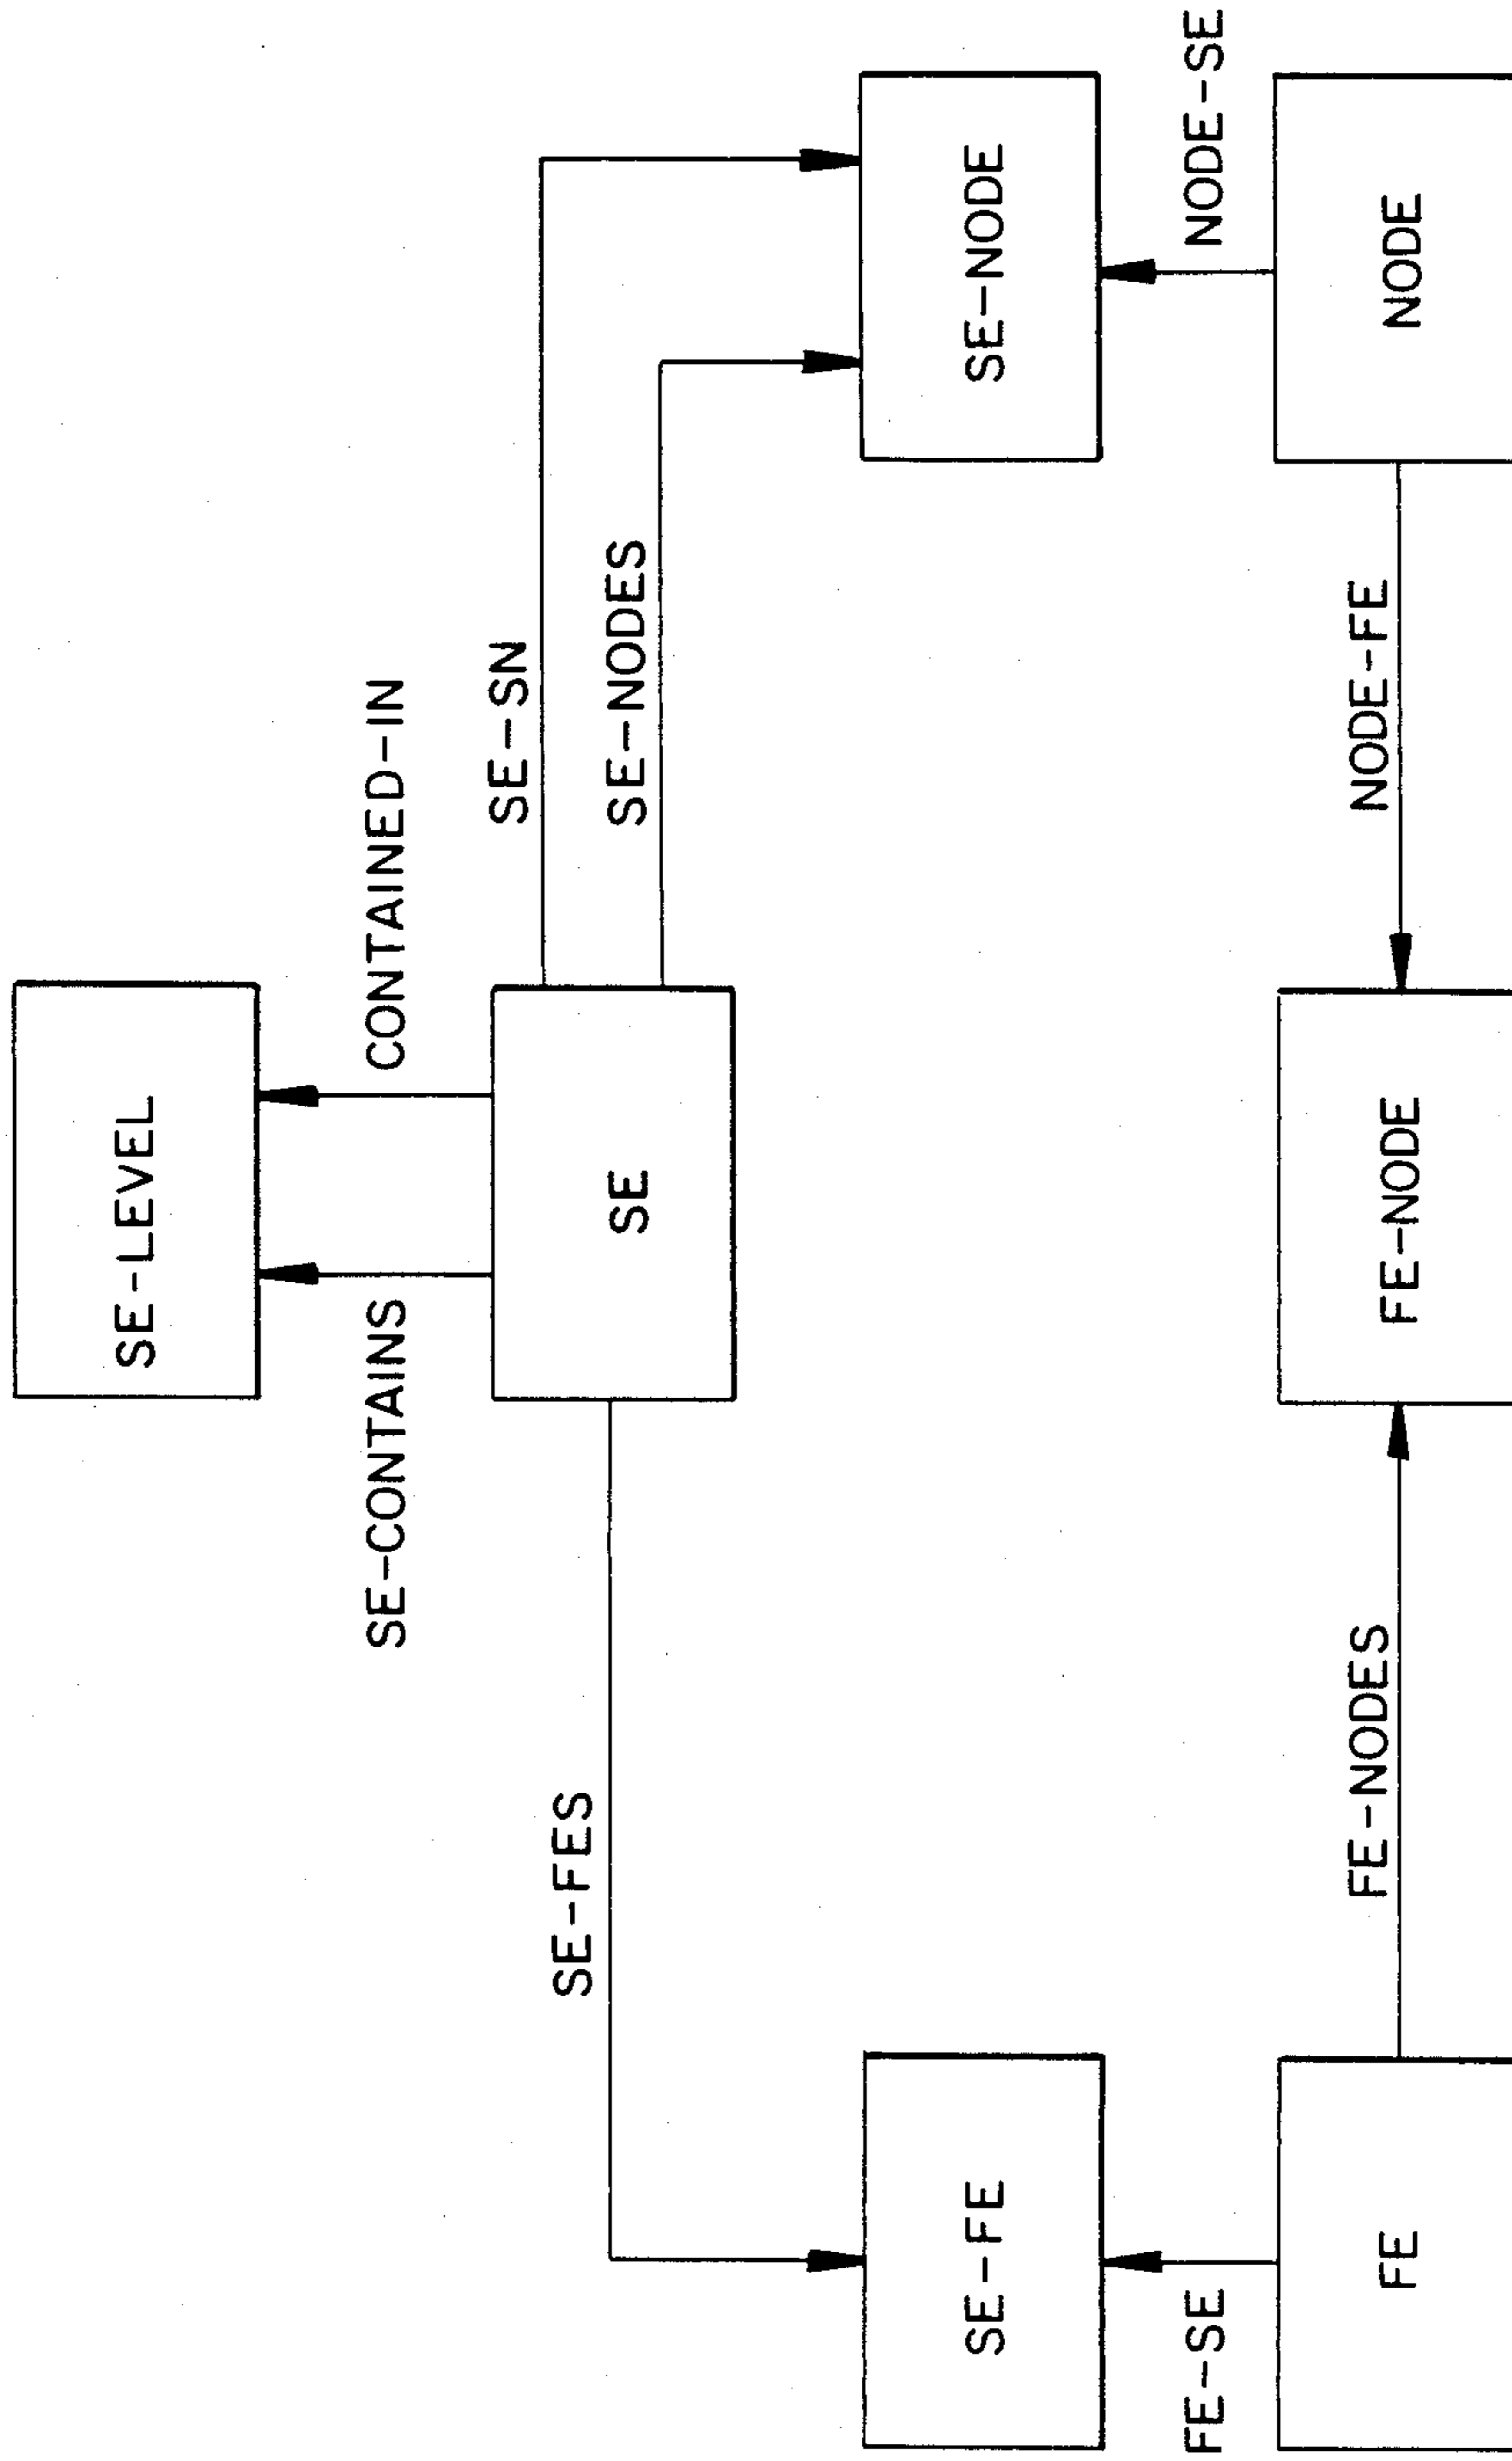 SE-LEVEL
SE-CONTAINS
CONTAINED-IN
SE
SE-FES
SE-SN
SE-NODES
SE-FE
SE-NODE
FE-SE
NODE-SE
FE
FE-NODES
FE-NODE
NODE-FE
NODE